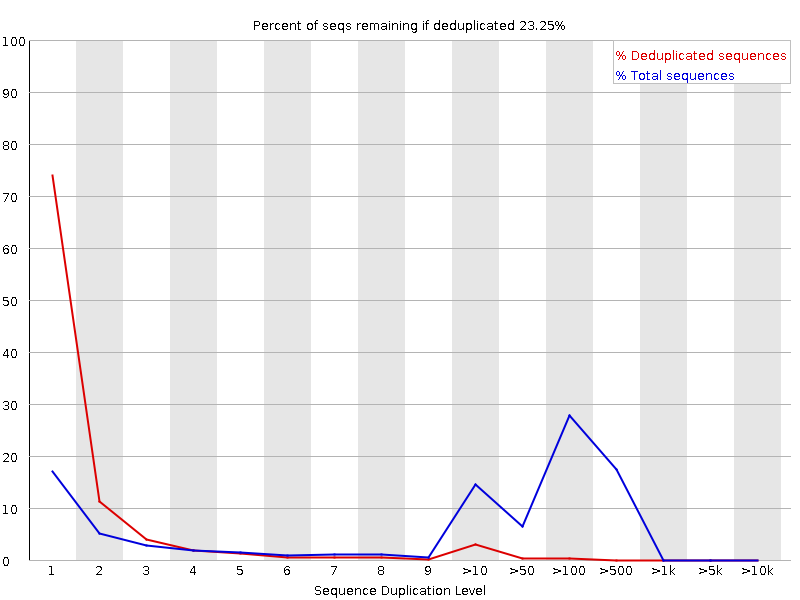 Percent of seqs remaining if deduplicated 23.25%
% Deduplicated sequences
% Total sequences
100
90
80
70
60
50
40
30
20
10
0
1 2 3 4 5 6 7 8 9 >10 >50 >100 >500 >1k >5k >10k
Sequence Duplication Level